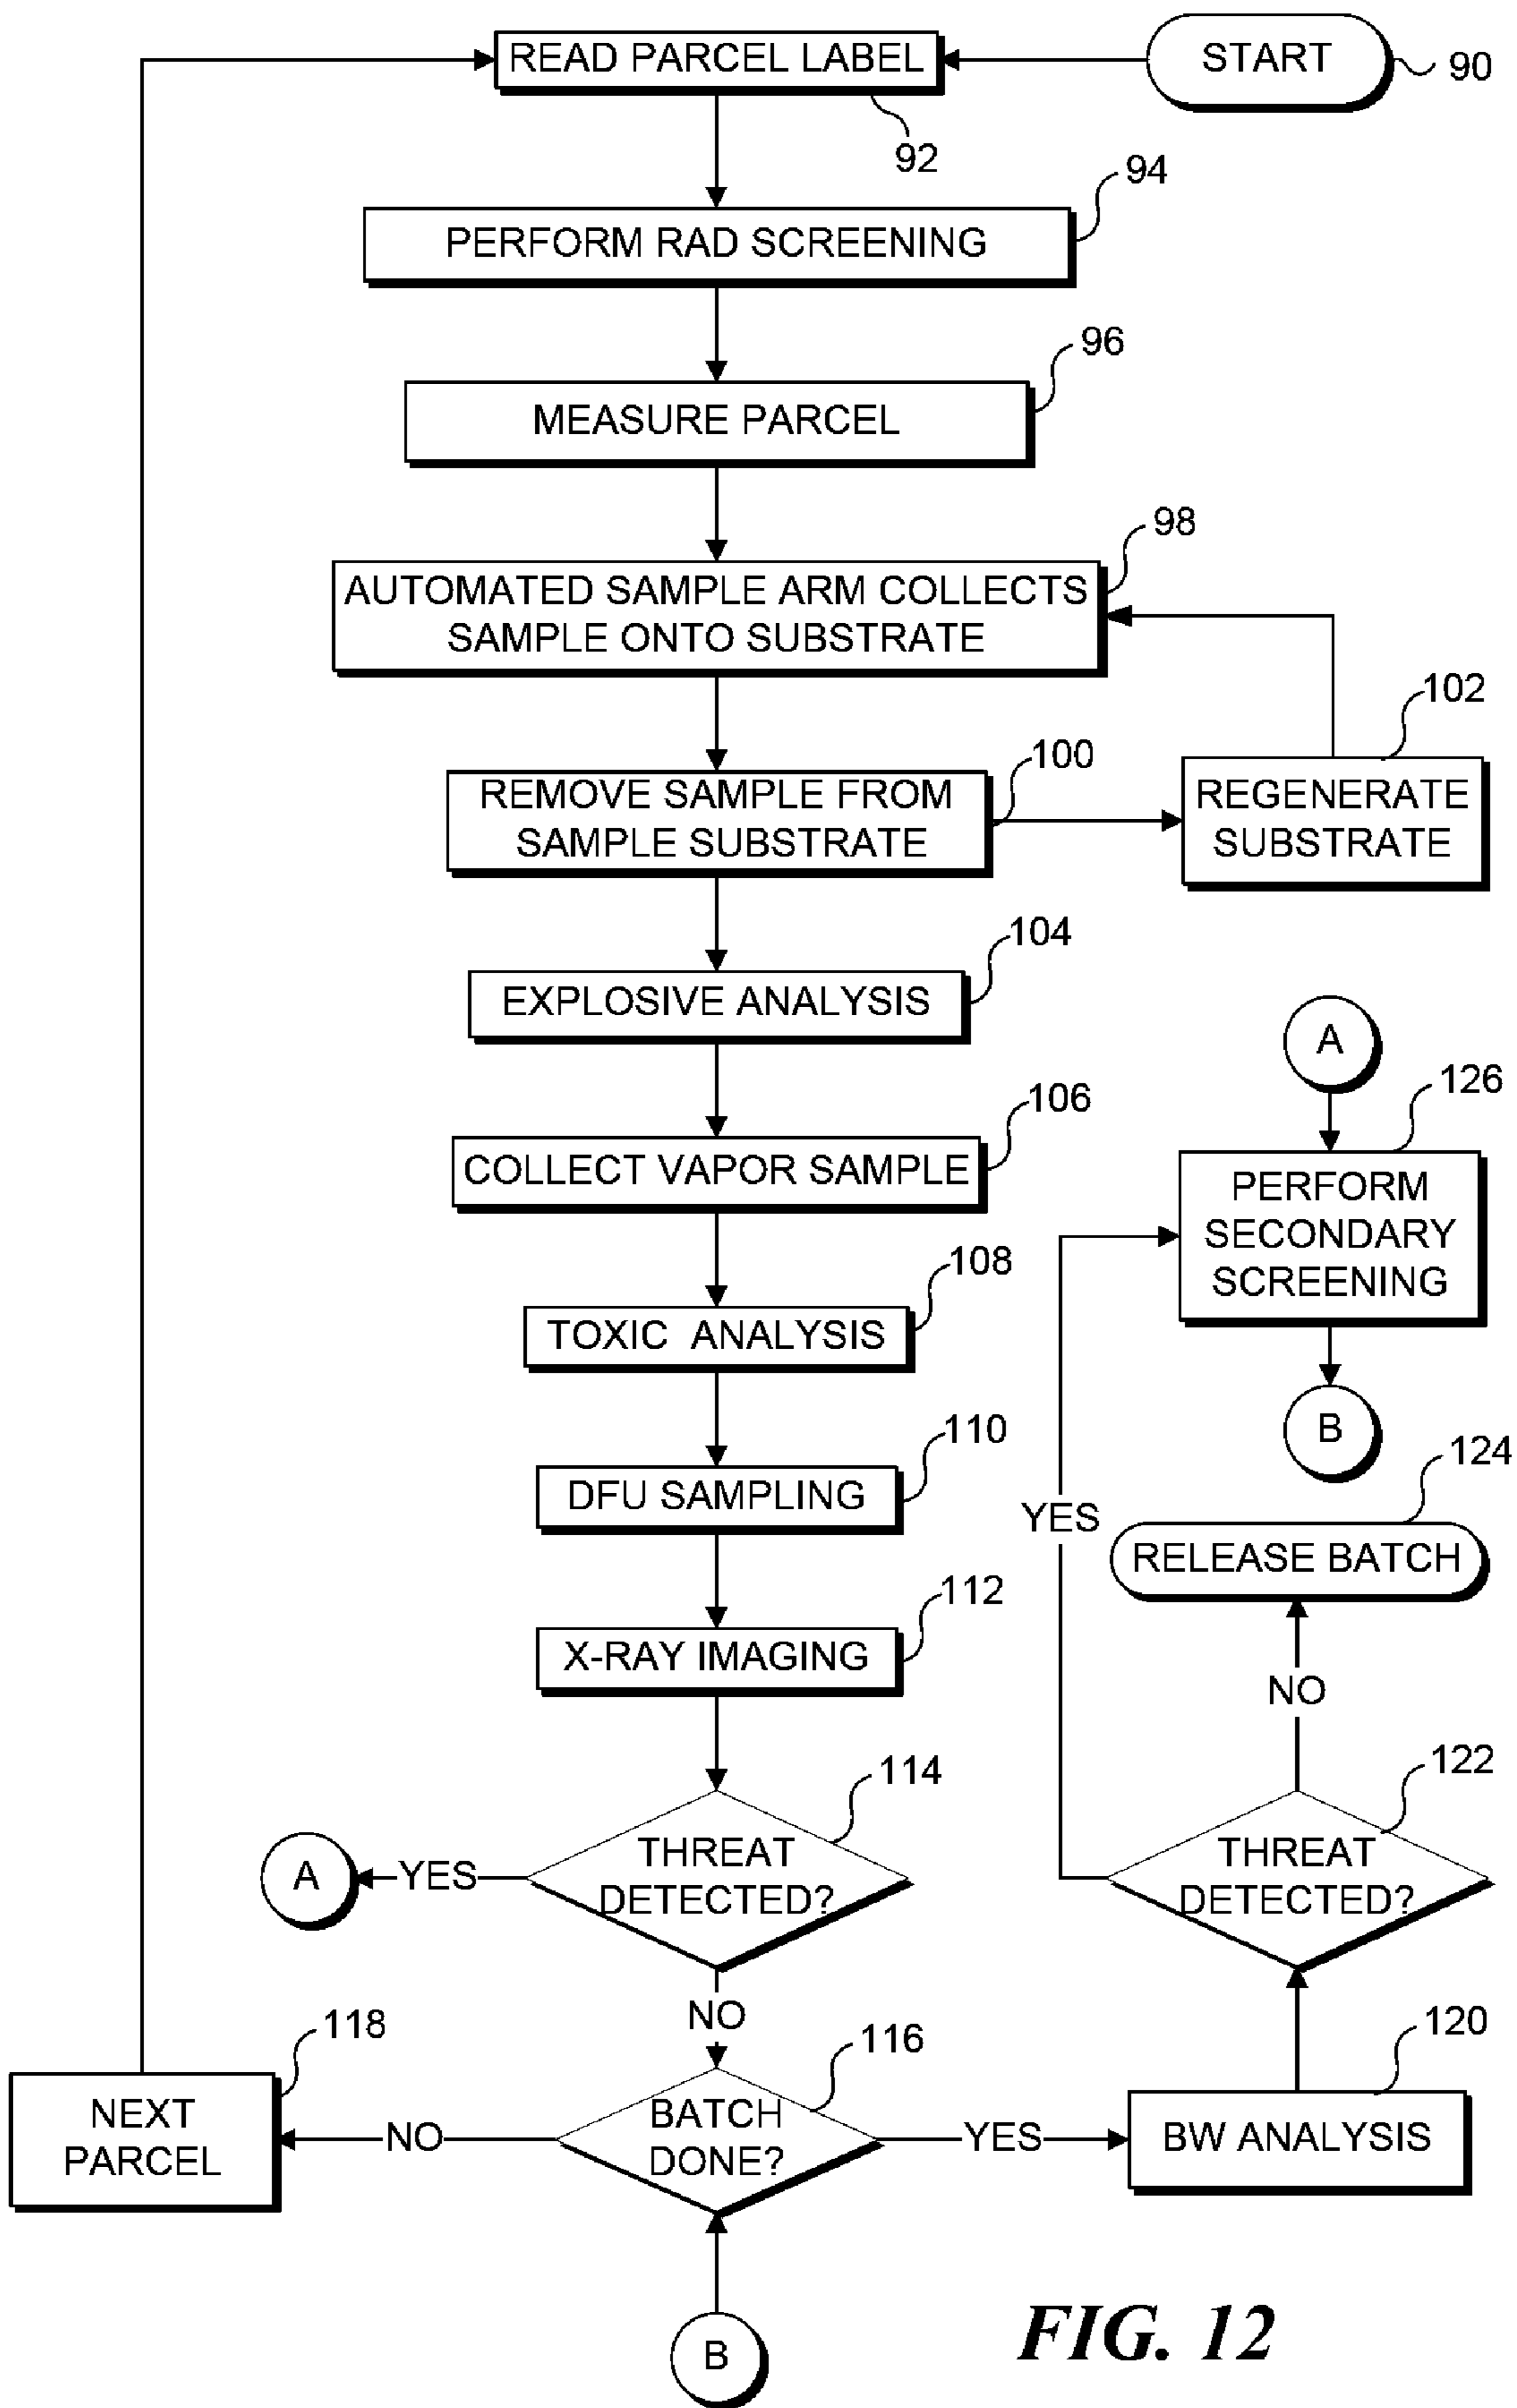 READ PARCEL LABEL
START
90
92
94
PERFORM RAD SCREENING
96
MEASURE PARCEL
98
AUTOMATED SAMPLE ARM COLLECTS
SAMPLE ONTO SUBSTRATE
102
100
REMOVE SAMPLE FROM
SAMPLE SUBSTRATE
REGENERATE
SUBSTRATE
104
EXPLOSIVE ANALYSIS
A
126
106
COLLECT VAPOR SAMPLE
PERFORM
SECONDARY
SCREENING
108
TOXIC ANALYSIS
B
110
DFU SAMPLING
124
YES
RELEASE BATCH
112
X-RAY IMAGING
NO
114
122
A
YES
THREAT
DETECTED?
THREAT
DETECTED?
NO
118
116
120
NEXT
PARCEL
NO
BATCH
DONE?
YES
BW ANALYSIS
B
FIG. 12